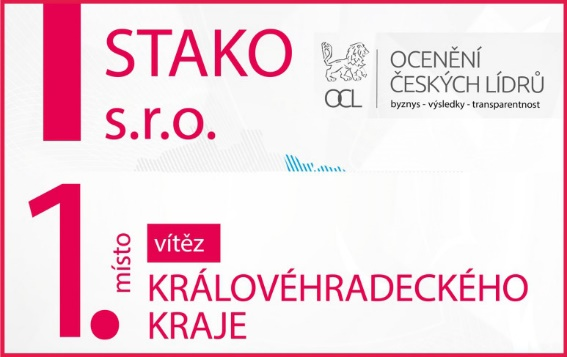 STAKO
s.r.o.
OCL
OCENĚNÍ
ČESKÝCH LÍDRŮ
byznys - výsledky - transparentnost
1.
místo
vítěz
KRÁLOVÉHRADECKÉHO
KRAJE